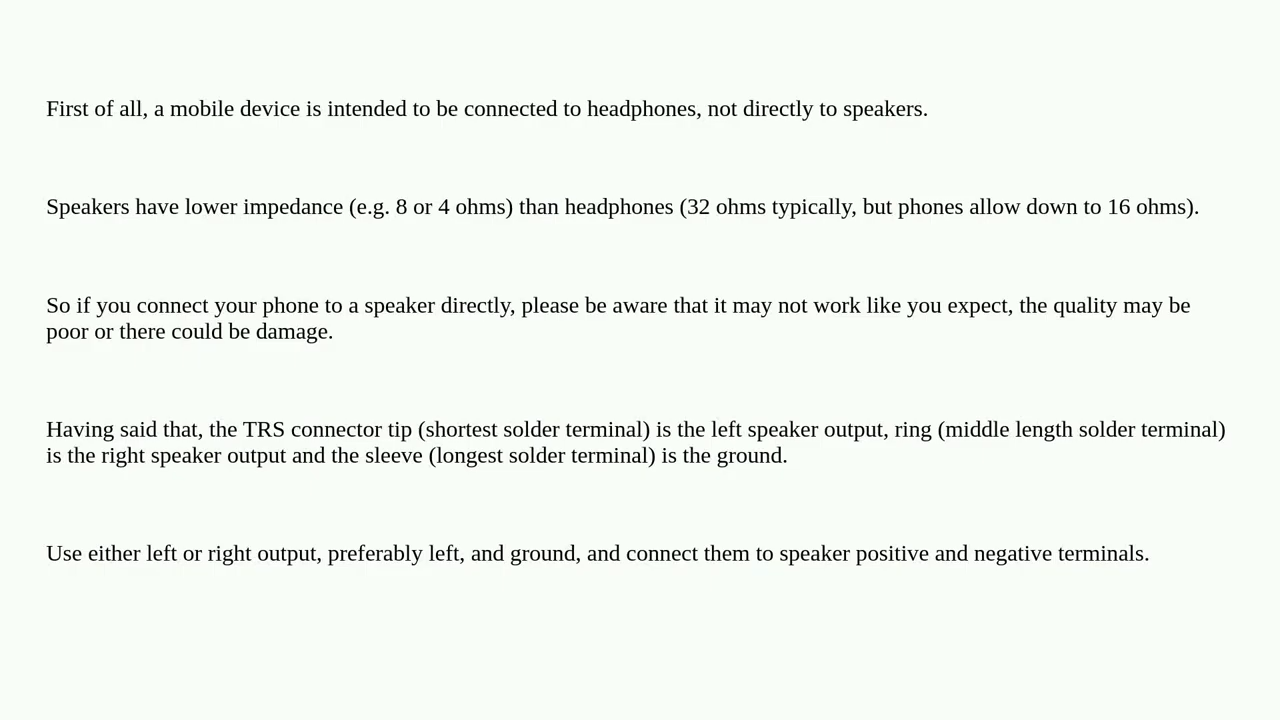 First of all, a mobile device is intended to be connected to headphones, not directly to speakers.
Speakers have lower impedance (e.g. 8 or 4 ohms) than headphones (32 ohms typically, but phones allow down to 16 ohms).
So if you connect your phone to a speaker directly, please be aware that it may not work like you expect, the quality may be
poor or there could be damage.
Having said that, the TRS connector tip (shortest solder terminal) is the left speaker output, ring (middle length solder terminal)
is the right speaker output and the sleeve (longest solder terminal) is the ground.
Use either left or right output, preferably left, and ground, and connect them to speaker positive and negative terminals.